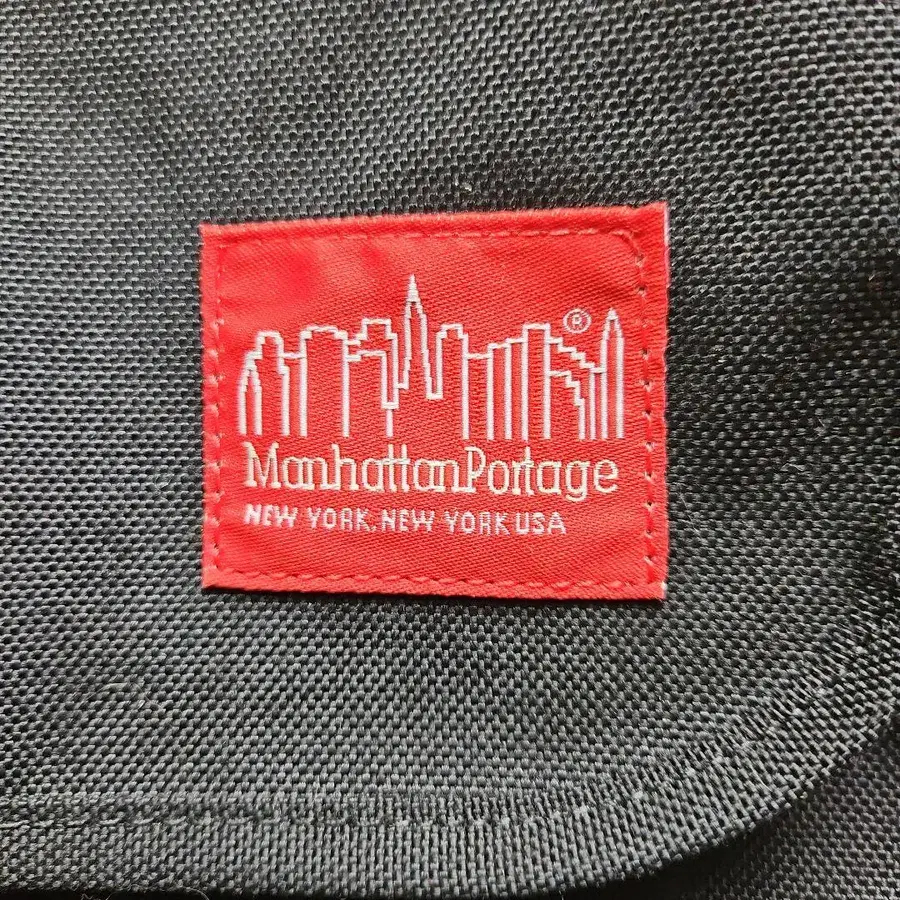 ®
ManhattanPortage
NEW YORK, NEW YORK USA